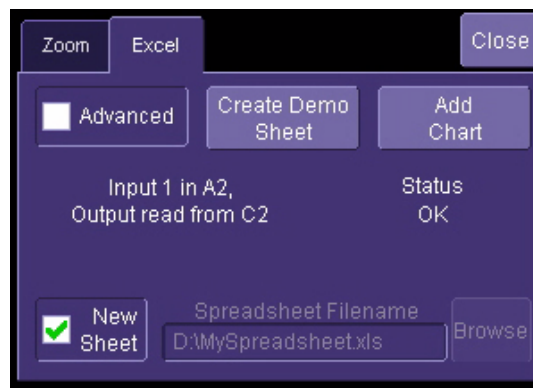 Zoom
Excel
Close
Advanced
Create Demo
Sheet
Add
Chart
Input 1 in A2,
Output read from C2
Status
OK
New
Sheet
Spreadsheet Filename
D:\MySpreadsheet.xls
Browse